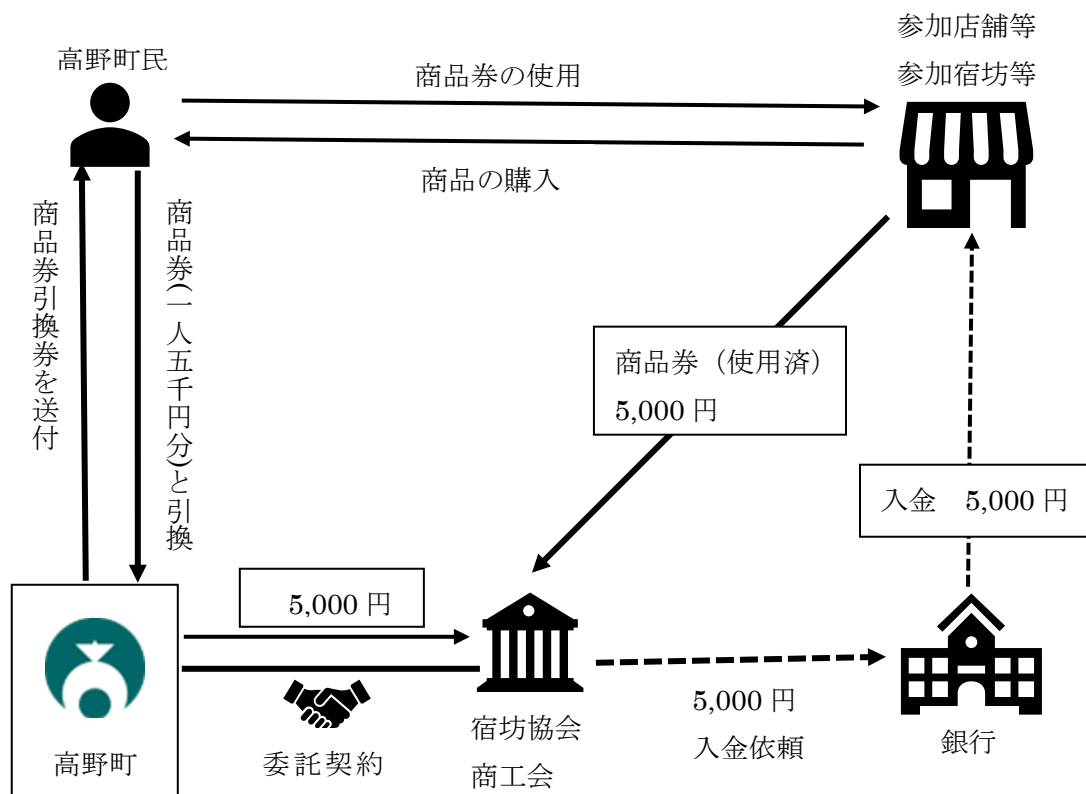 高野町民
商品券の使用
参加店舗等
参加宿坊等
商品の購入
商品券引換券を送付
商品券(一人五千円分)と引換
商品券（使用済）
5,000 円
入金　5,000 円
5,000 円
高野町
委託契約
宿坊協会
商工会
5,000 円
入金依頼
銀行